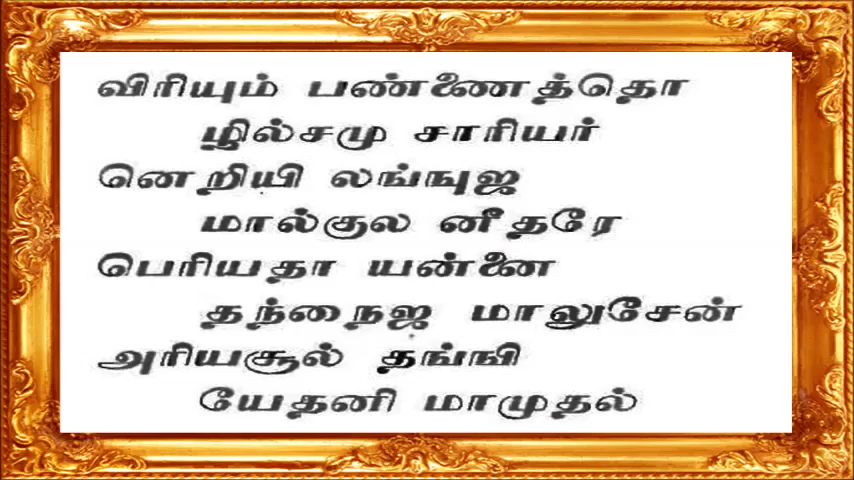 விரியும் பண்ணைத்தொ
ழில்சமூ சாரியர்
னெறியி லங்ஙுஜ
மால்குல னீதரே
பெரியதா யன்னை
தந்நைஜ மாலுசேன்
அரியசூல் தங்ஙி
யேதனி மாமுதல்